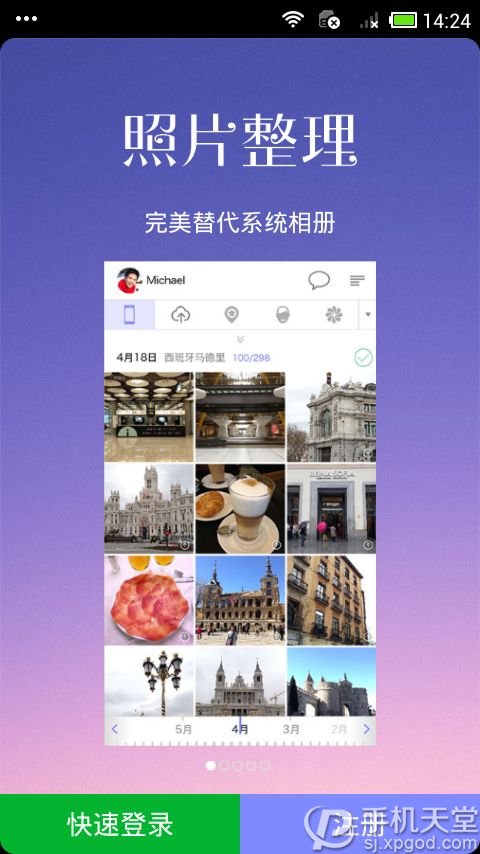 14:24
照片整理
完美替代系统相册
Michael
4月18日 西班牙马德里 100/298
REINA SOFIA
5月 4月 3月 2月
快速登录
注册
手机天堂
sj.xpgod.com